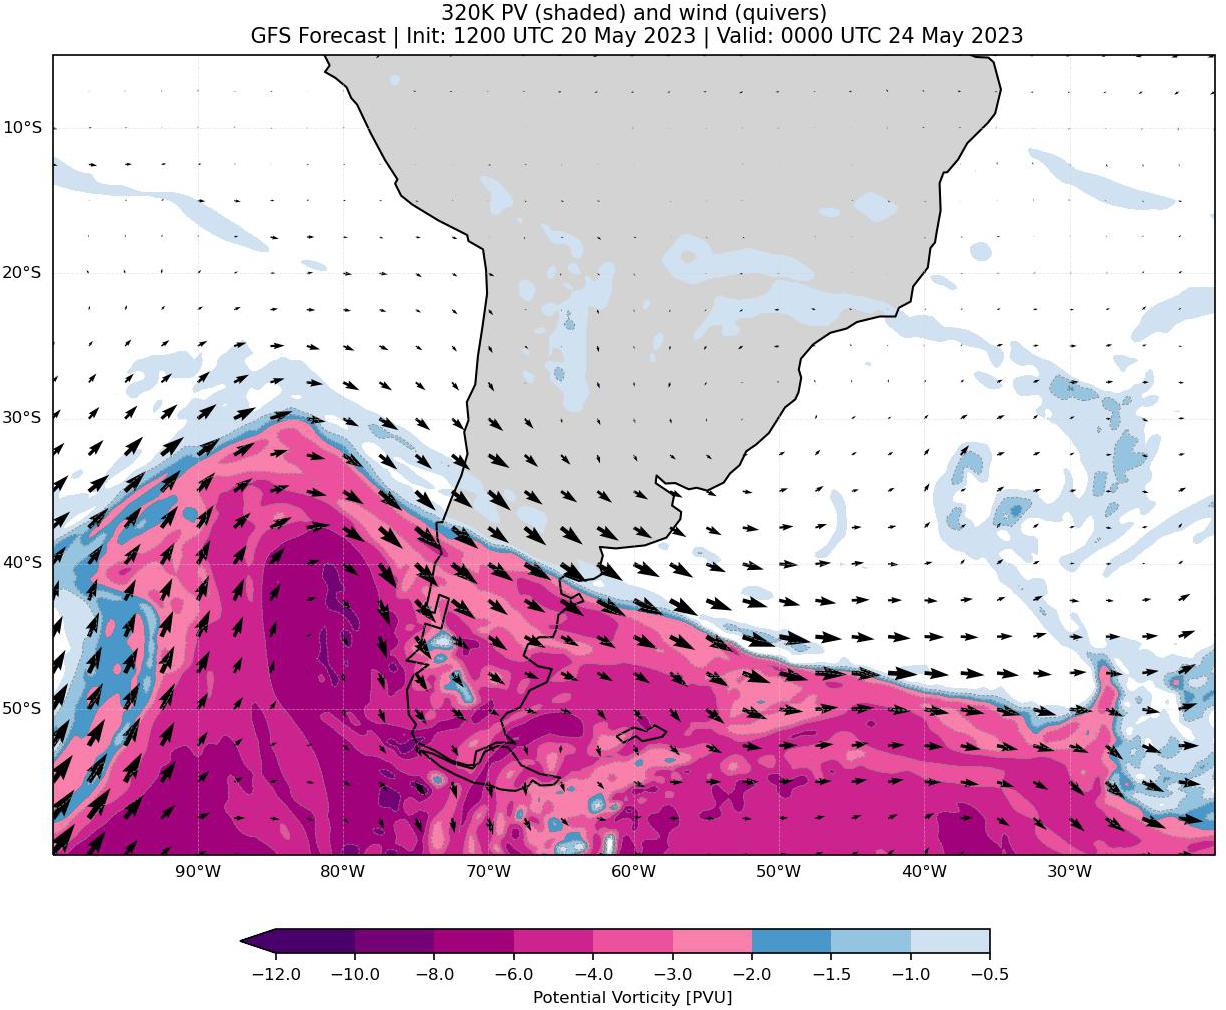 320K PV (shaded) and wind (quivers)
GFS Forecast | Init: 1200 UTC 20 May 2023 | Valid: 0000 UTC 24 May 2023
10°S
20°S
30°S
40°S
50°S
90°W 80°W 70°W 60°W 50°W 40°W 30°W
−12.0 −10.0 −8.0 −6.0 −4.0 −3.0 −2.0 −1.5 −1.0 −0.5
Potential Vorticity [PVU]